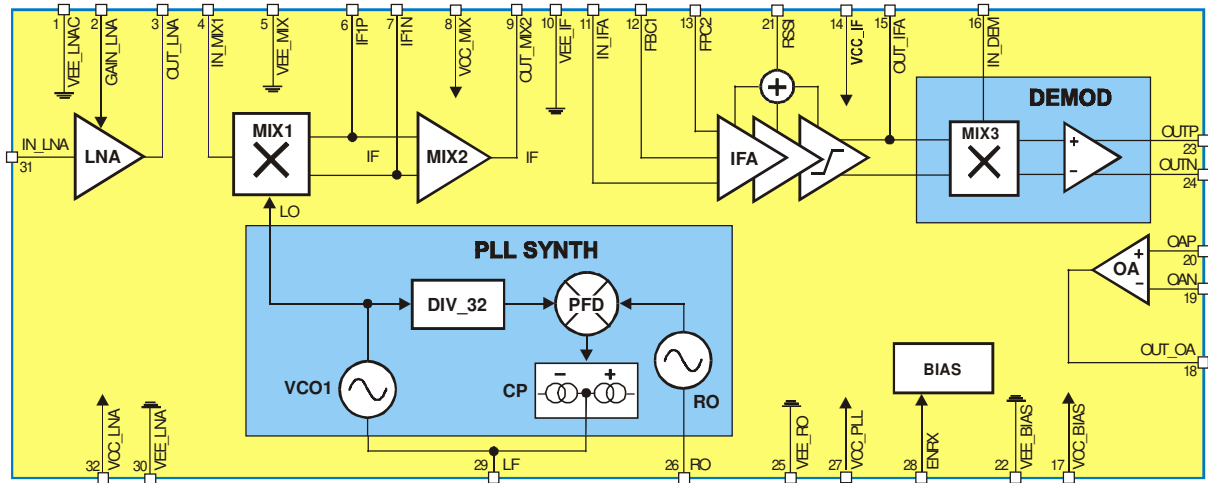 1 VEE_LNAC
2 GAIN_LNA
3 OUT_LNA
4 IN_MIX1
5 VEE_MIX
6 IF1P
7 IF1N
8 VCC_MIX
9 OUT_MIX2
10 VEE_IF
11 IN_IFA
12 FBC1
13 FPC2
21 RSSI
14 VCC_IF
15 OUT_IFA
16 IN_DEM
DEMOD
IN_LNA
31
LNA
MIX1
IF
MIX2
IF
+
IFA
MIX3
+
−
OUTP
23
OUTN
24
LO
PLL SYNTH
DIV_32
PFD
VCO1
CP
− +
RO
OA
+
−
OAP
20
OAN
19
OUT_OA
18
BIAS
32 VCC_LNA
30 VEE_LNA
29 LF
26 RO
25 VEE_RO
27 VCC_PLL
28 ENRX
22 VEE_BIAS
17 VCC_BIAS